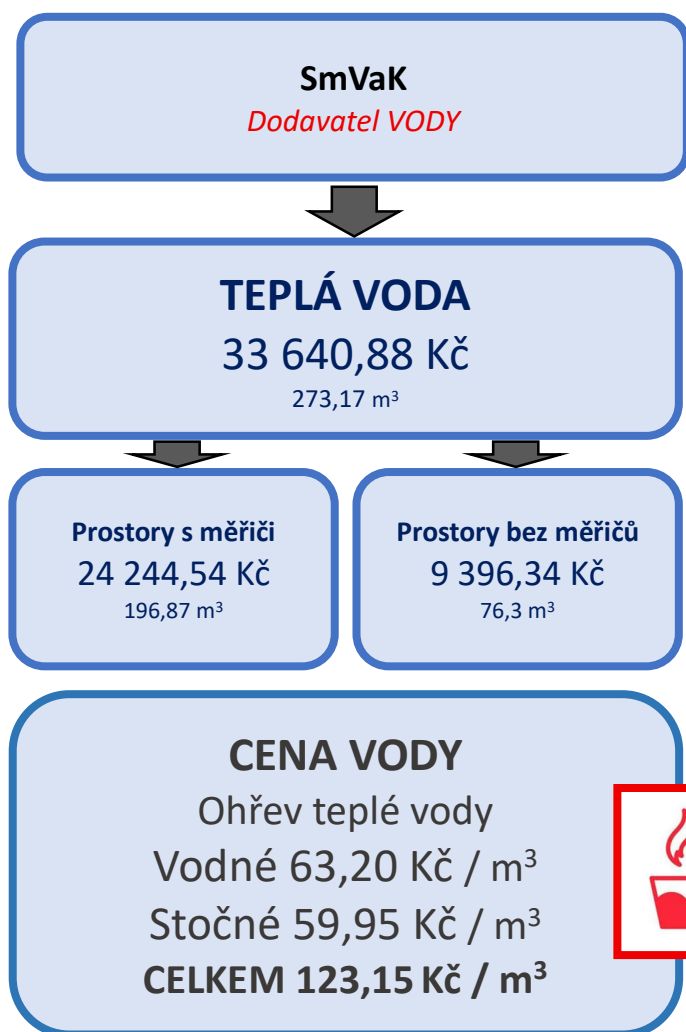 SmVaK
Dodavatel VODY
TEPLÁ VODA
33 640,88 Kč
273,17 m³
Prostory s měřiči
24 244,54 Kč
196,87 m³
Prostory bez měřičů
9 396,34 Kč
76,3 m³
CENA VODY
Ohřev teplé vody
Vodné 63,20 Kč / m³
Stočné 59,95 Kč / m³
CELKEM 123,15 Kč / m³